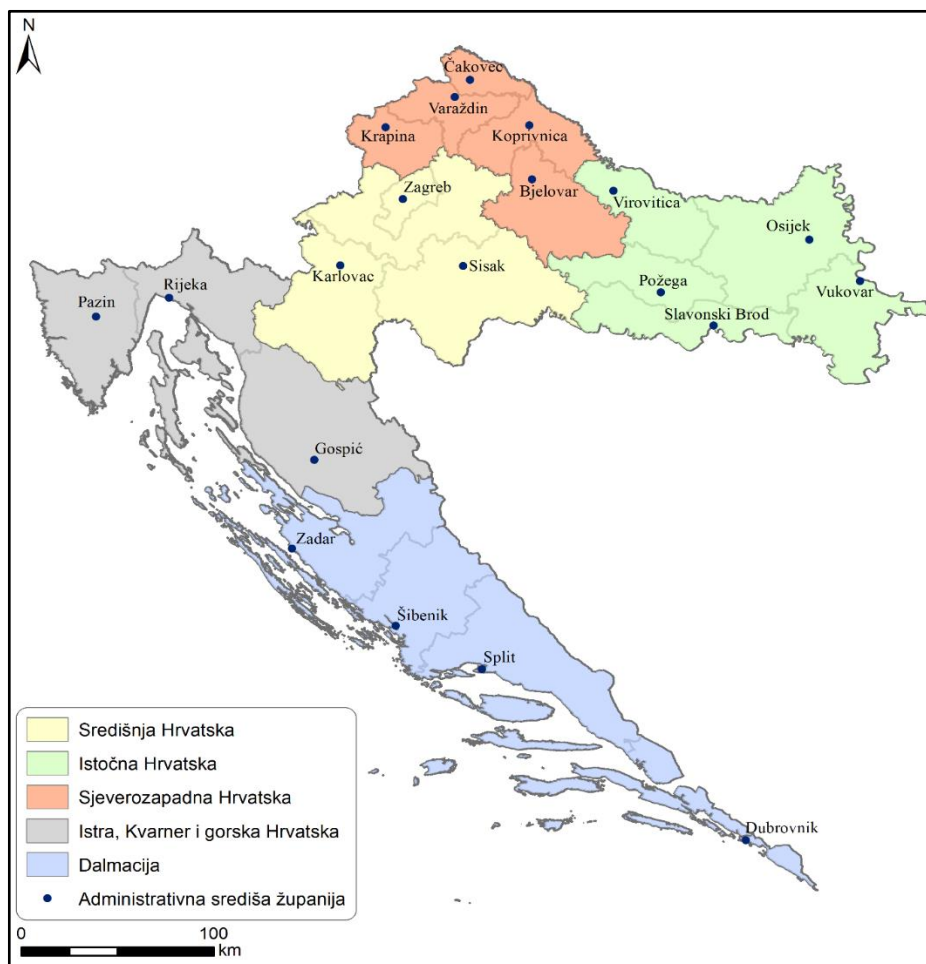 N
Čakovec
Varaždin
Krapina
Koprivnica
Zagreb
Bjelovar
Virovitica
Osijek
Karlovac
Sisak
Požega
Vukovar
Slavonski Brod
Rijeka
Pazin
Gospić
Zadar
Šibenik
Split
Dubrovnik
Središnja Hrvatska
Istočna Hrvatska
Sjeverozapadna Hrvatska
Istra, Kvarner i gorska Hrvatska
Dalmacija
Administrativna središa županija
0 100
km